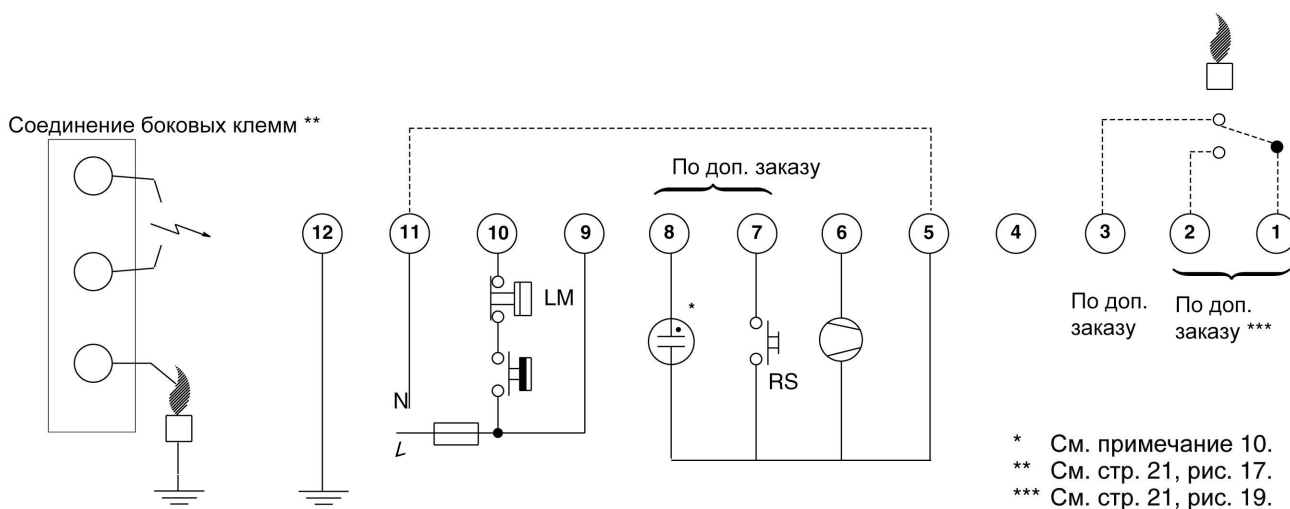 Соединение боковых клемм **
По доп. заказу
12
11
10
9
8
7
6
5
4
3
2
1
LM
*
RS
N
L
По доп.
заказу
По доп.
заказу ***
* См. примечание 10.
** См. стр. 21, рис. 17.
*** См. стр. 21, рис. 19.